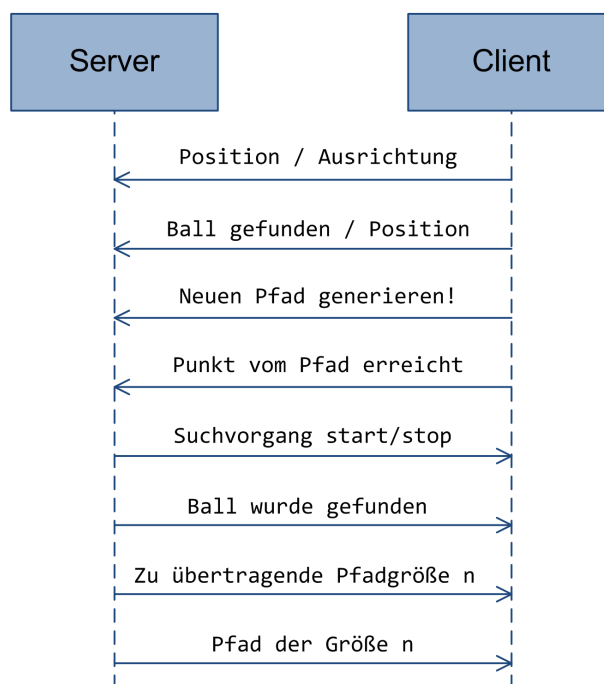 Server
Client
Position / Ausrichtung
Ball gefunden / Position
Neuen Pfad generieren!
Punkt vom Pfad erreicht
Suchvorgang start/stop
Ball wurde gefunden
Zu übertragende Pfadgröße n
Pfad der Größe n